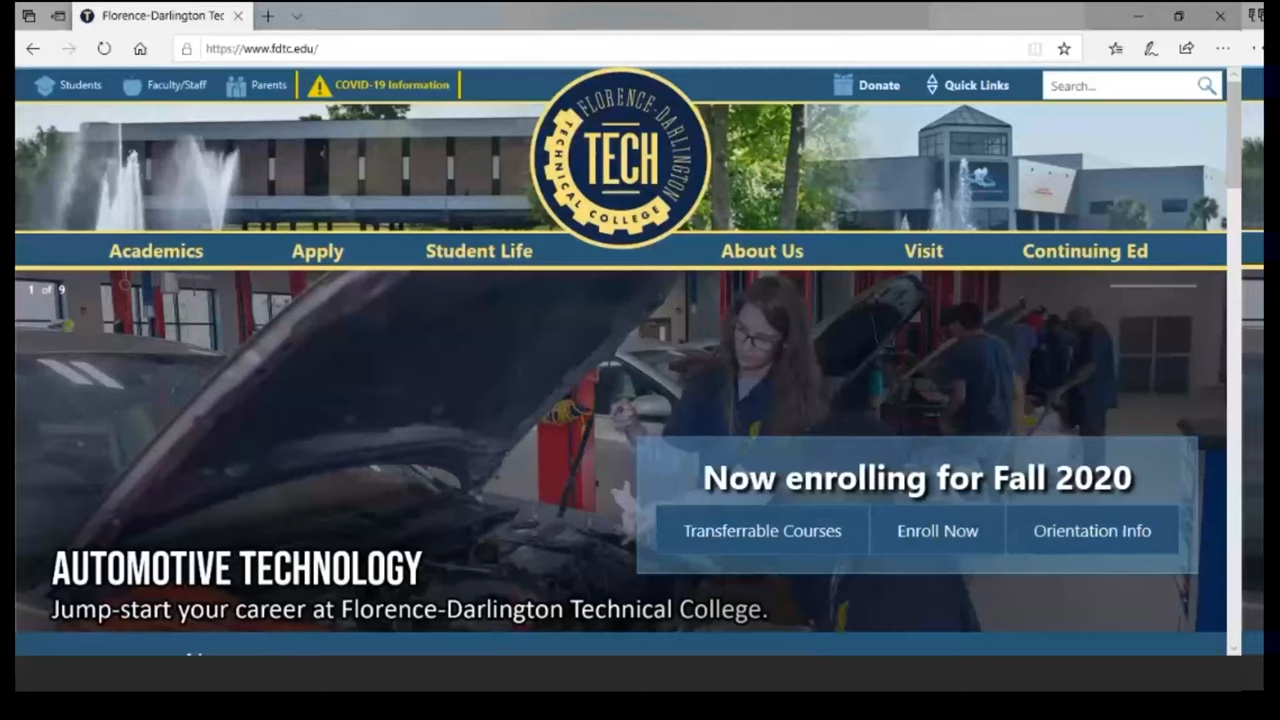 Florence-Darlington Tec
https://www.fdtc.edu/
Students
Faculty/Staff
Parents
COVID-19 Information
Donate
Quick Links
Search...
FLORENCE-DARLINGTON
TECH
TECHNICAL COLLEGE
Academics
Apply
Student Life
About Us
Visit
Continuing Ed
1 of 9
Now enrolling for Fall 2020
Transferrable Courses
Enroll Now
Orientation Info
AUTOMOTIVE TECHNOLOGY
Jump-start your career at Florence-Darlington Technical College.